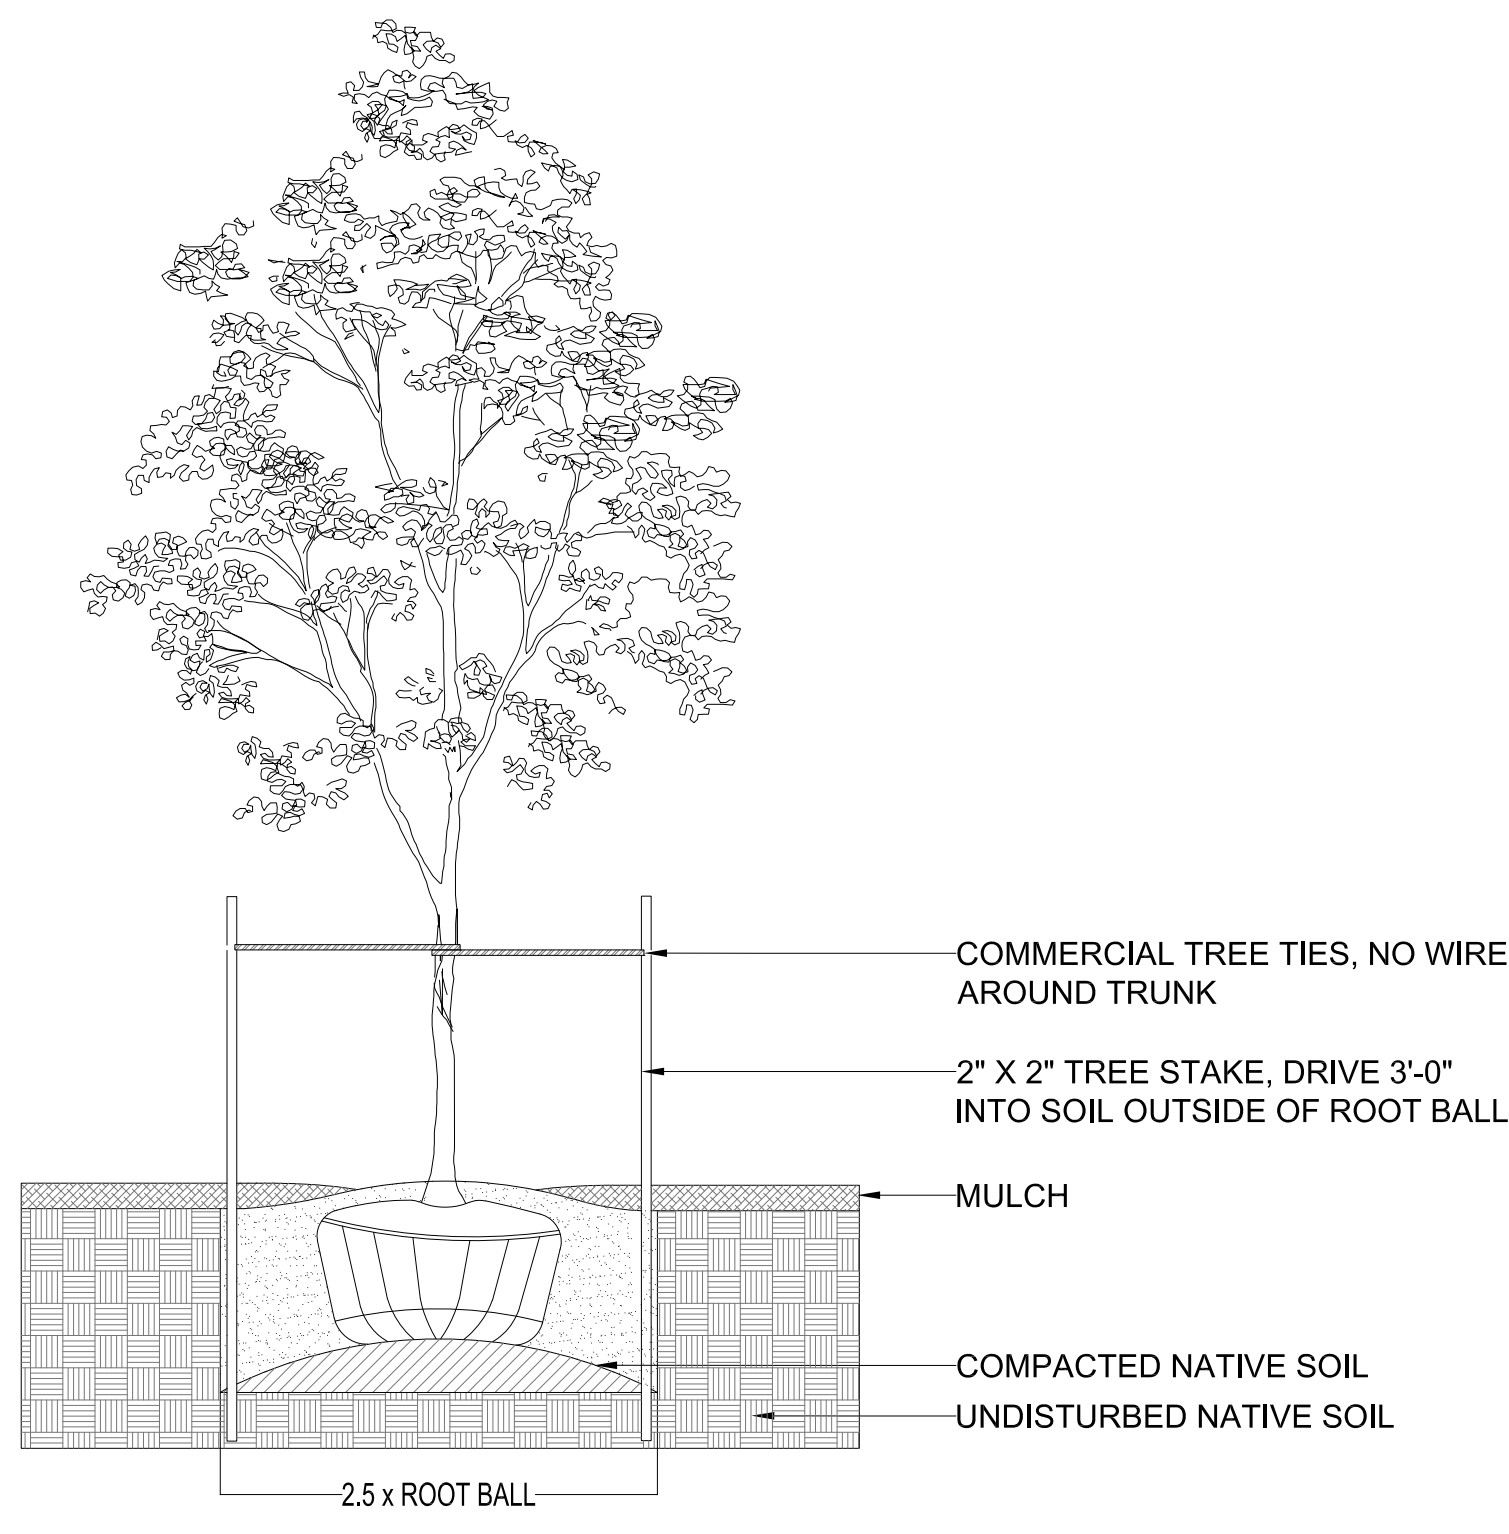 COMMERCIAL TREE TIES, NO WIRE
AROUND TRUNK
2" X 2" TREE STAKE, DRIVE 3'-0"
INTO SOIL OUTSIDE OF ROOT BALL
MULCH
COMPACTED NATIVE SOIL
UNDISTURBED NATIVE SOIL
2.5 x ROOT BALL